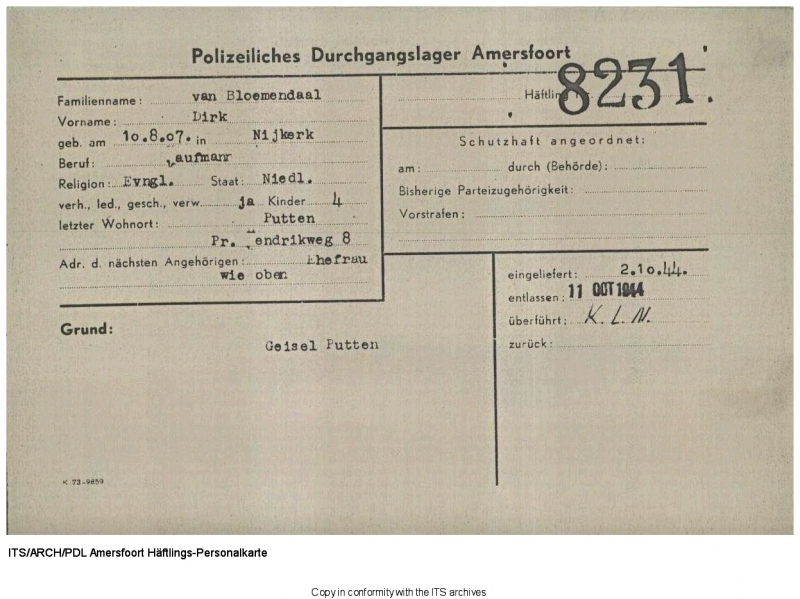 Polizeiliches Durchgangslager Amersfoort
Häftling 8231.
Familienname: van Bloemendaal
Vorname: Dirk
geb. am 10.8.07. in Nijkerk
Beruf: Kaufmann
Religion: Evngl. Staat: Niedl.
verh., led., gesch., verw. ja Kinder 4
letzter Wohnort: Putten
Pr. Hendrikweg 8
Adr. d. nächsten Angehörigen: Ehefrau
wie oben
Schutzhaft angeordnet:
am: durch (Behörde):
Bisherige Parteizugehörigkeit:
Vorstrafen:
eingeliefert: 2.10.44.
entlassen: 11 OCT 1944
überführt: K. L. N.
zurück:
Grund:
Geisel Putten
K 73-9859
ITS/ARCH/PDL Amersfoort Häftlings-Personalkarte
Copy in conformity with the ITS archives